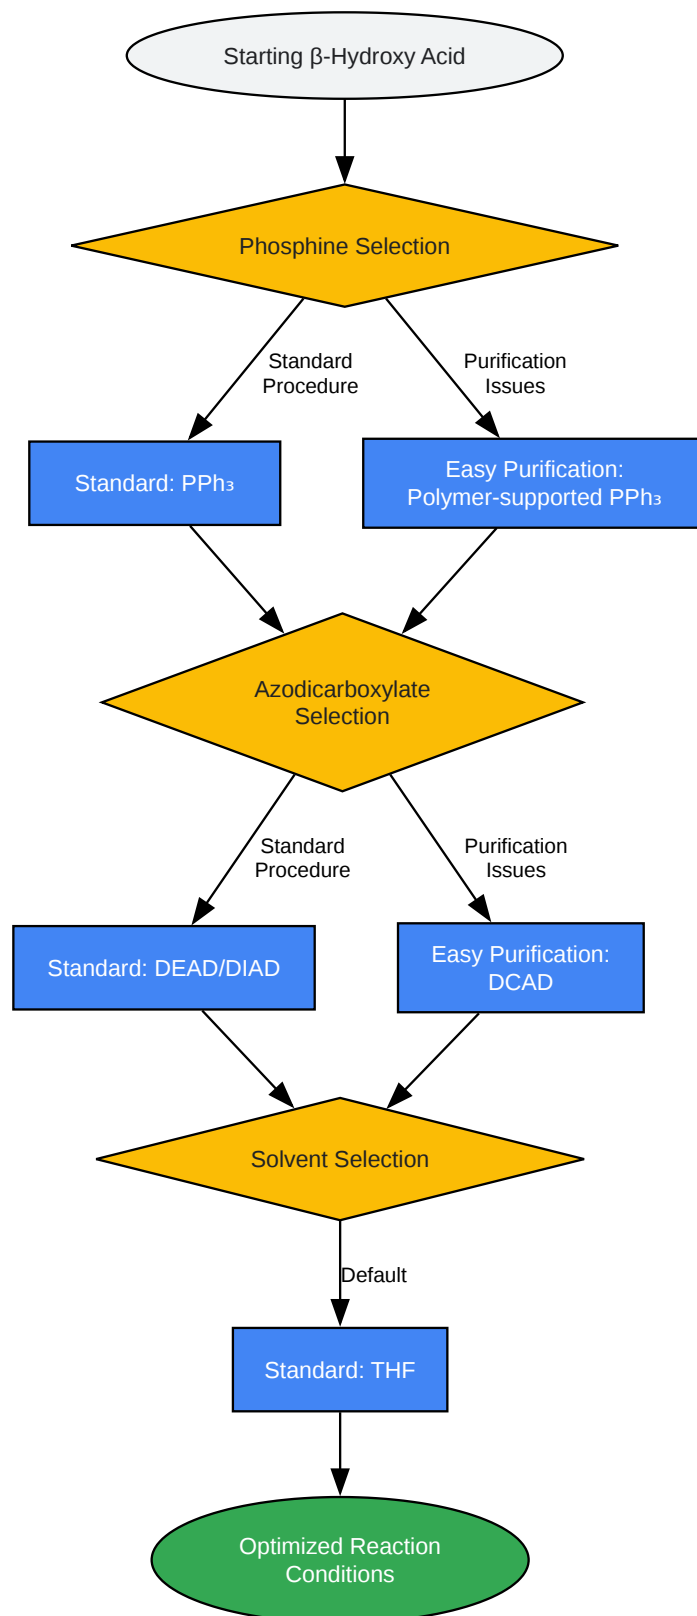 Starting β-Hydroxy Acid
Phosphine Selection
Standard
Procedure
Purification
Issues
Standard: PPh₃
Easy Purification:
Polymer-supported PPh₃
Azodicarboxylate
Selection
Standard
Procedure
Purification
Issues
Standard: DEAD/DIAD
Easy Purification:
DCAD
Solvent Selection
Default
Standard: THF
Optimized Reaction
Conditions